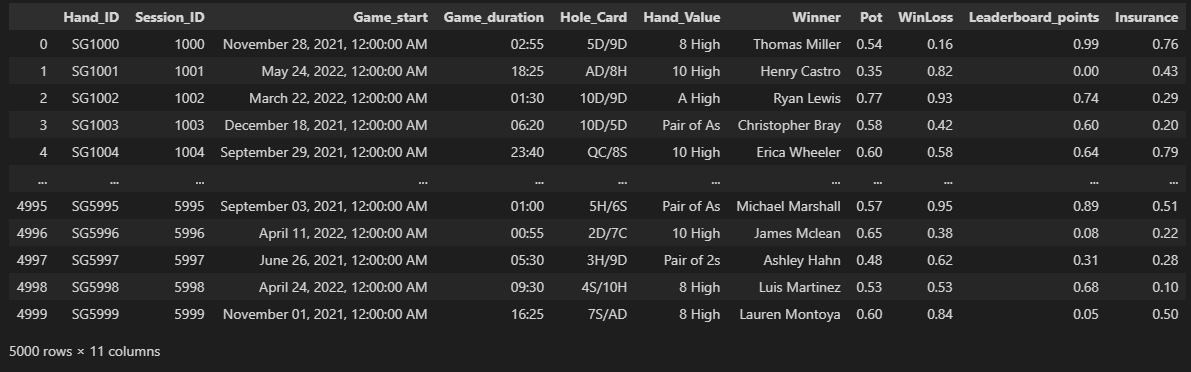 Hand_ID Session_ID Game_start Game_duration Hole_Card Hand_Value Winner Pot WinLoss Leaderboard_points Insurance
0 SG1000 1000 November 28, 2021, 12:00:00 AM 02:55 5D/9D 8 High Thomas Miller 0.54 0.16 0.99 0.76
1 SG1001 1001 May 24, 2022, 12:00:00 AM 18:25 AD/8H 10 High Henry Castro 0.35 0.82 0.00 0.43
2 SG1002 1002 March 22, 2022, 12:00:00 AM 01:30 10D/9D A High Ryan Lewis 0.77 0.93 0.74 0.29
3 SG1003 1003 December 18, 2021, 12:00:00 AM 06:20 10D/5D Pair of As Christopher Bray 0.58 0.42 0.60 0.20
4 SG1004 1004 September 29, 2021, 12:00:00 AM 23:40 QC/8S 10 High Erica Wheeler 0.60 0.58 0.64 0.79
... ... ... ... ... ... ... ... ... ... ... ...
4995 SG5995 5995 September 03, 2021, 12:00:00 AM 01:00 5H/6S Pair of As Michael Marshall 0.57 0.95 0.89 0.51
4996 SG5996 5996 April 11, 2022, 12:00:00 AM 00:55 2D/7C 10 High James Mclean 0.65 0.38 0.08 0.22
4997 SG5997 5997 June 26, 2021, 12:00:00 AM 05:30 3H/9D Pair of 2s Ashley Hahn 0.48 0.62 0.31 0.28
4998 SG5998 5998 April 24, 2022, 12:00:00 AM 09:30 4S/10H 8 High Luis Martinez 0.53 0.53 0.68 0.10
4999 SG5999 5999 November 01, 2021, 12:00:00 AM 16:25 7S/AD 8 High Lauren Montoya 0.60 0.84 0.05 0.50
5000 rows × 11 columns